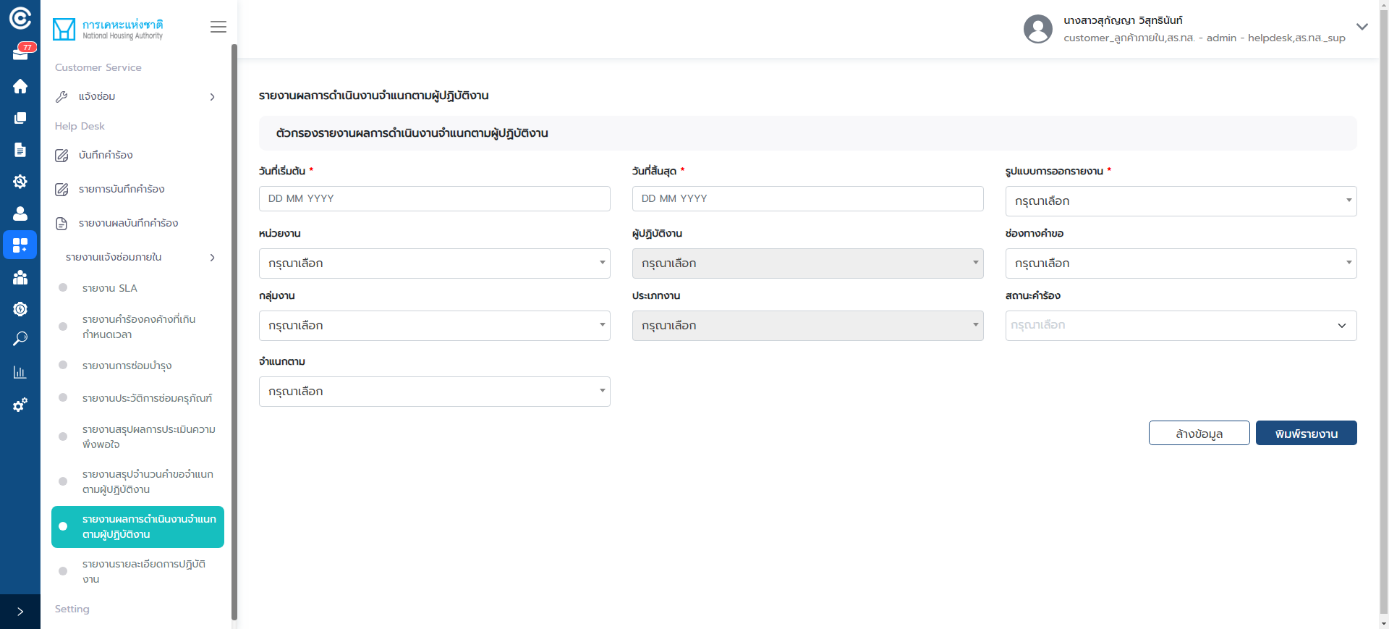 77
การเคหะแห่งชาติ
National Housing Authority
นางสาวสุกัญญา วิสุทธินันท์
customer_ลูกค้าภายใน,สร.ทส. - admin - helpdesk,สร.ทส._sup
Customer Service
แจ้งซ่อม
Help Desk
บันทึกคำร้อง
รายการบันทึกคำร้อง
รายงานผลบันทึกคำร้อง
รายงานแจ้งซ่อมภายใน
รายงาน SLA
รายงานคำร้องคงค้างที่เกิน
กำหนดเวลา
รายงานการซ่อมบำรุง
รายงานประวัติการซ่อมครุภัณฑ์
รายงานสรุปผลการประเมินความ
พึงพอใจ
รายงานสรุปจำนวนคำขอจำแนก
ตามผู้ปฏิบัติงาน
รายงานผลการดำเนินงานจำแนก
ตามผู้ปฏิบัติงาน
รายงานรายละเอียดการปฏิบัติ
งาน
Setting
รายงานผลการดำเนินงานจำแนกตามผู้ปฏิบัติงาน
ตัวกรองรายงานผลการดำเนินงานจำแนกตามผู้ปฏิบัติงาน
วันที่เริ่มต้น * วันที่สิ้นสุด * รูปแบบการออกรายงาน *
DD MM YYYY DD MM YYYY กรุณาเลือก
หน่วยงาน ผู้ปฏิบัติงาน ช่องทางคำขอ
กรุณาเลือก กรุณาเลือก กรุณาเลือก
กลุ่มงาน ประเภทงาน สถานะคำร้อง
กรุณาเลือก กรุณาเลือก กรุณาเลือก
จำแนกตาม
กรุณาเลือก
ล้างข้อมูล พิมพ์รายงาน